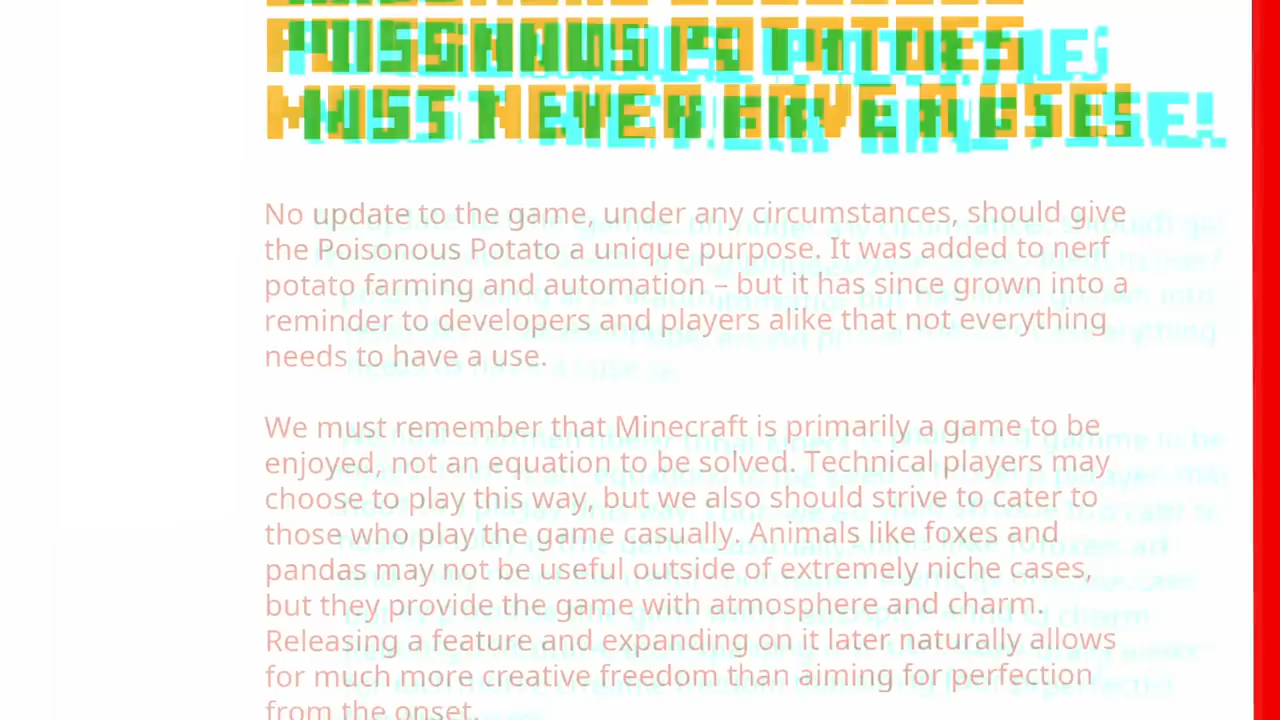 POISONOUS POTATOES
MUST NEVER HAVE A USE!
No update to the game, under any circumstances, should give
the Poisonous Potato a unique purpose. It was added to nerf
potato farming and automation – but it has since grown into a
reminder to developers and players alike that not everything
needs to have a use.
We must remember that Minecraft is primarily a game to be
enjoyed, not an equation to be solved. Technical players may
choose to play this way, but we also should strive to cater to
those who play the game casually. Animals like foxes and
pandas may not be useful outside of extremely niche cases,
but they provide the game with atmosphere and charm.
Releasing a feature and expanding on it later naturally allows
for much more creative freedom than aiming for perfection
from the onset.